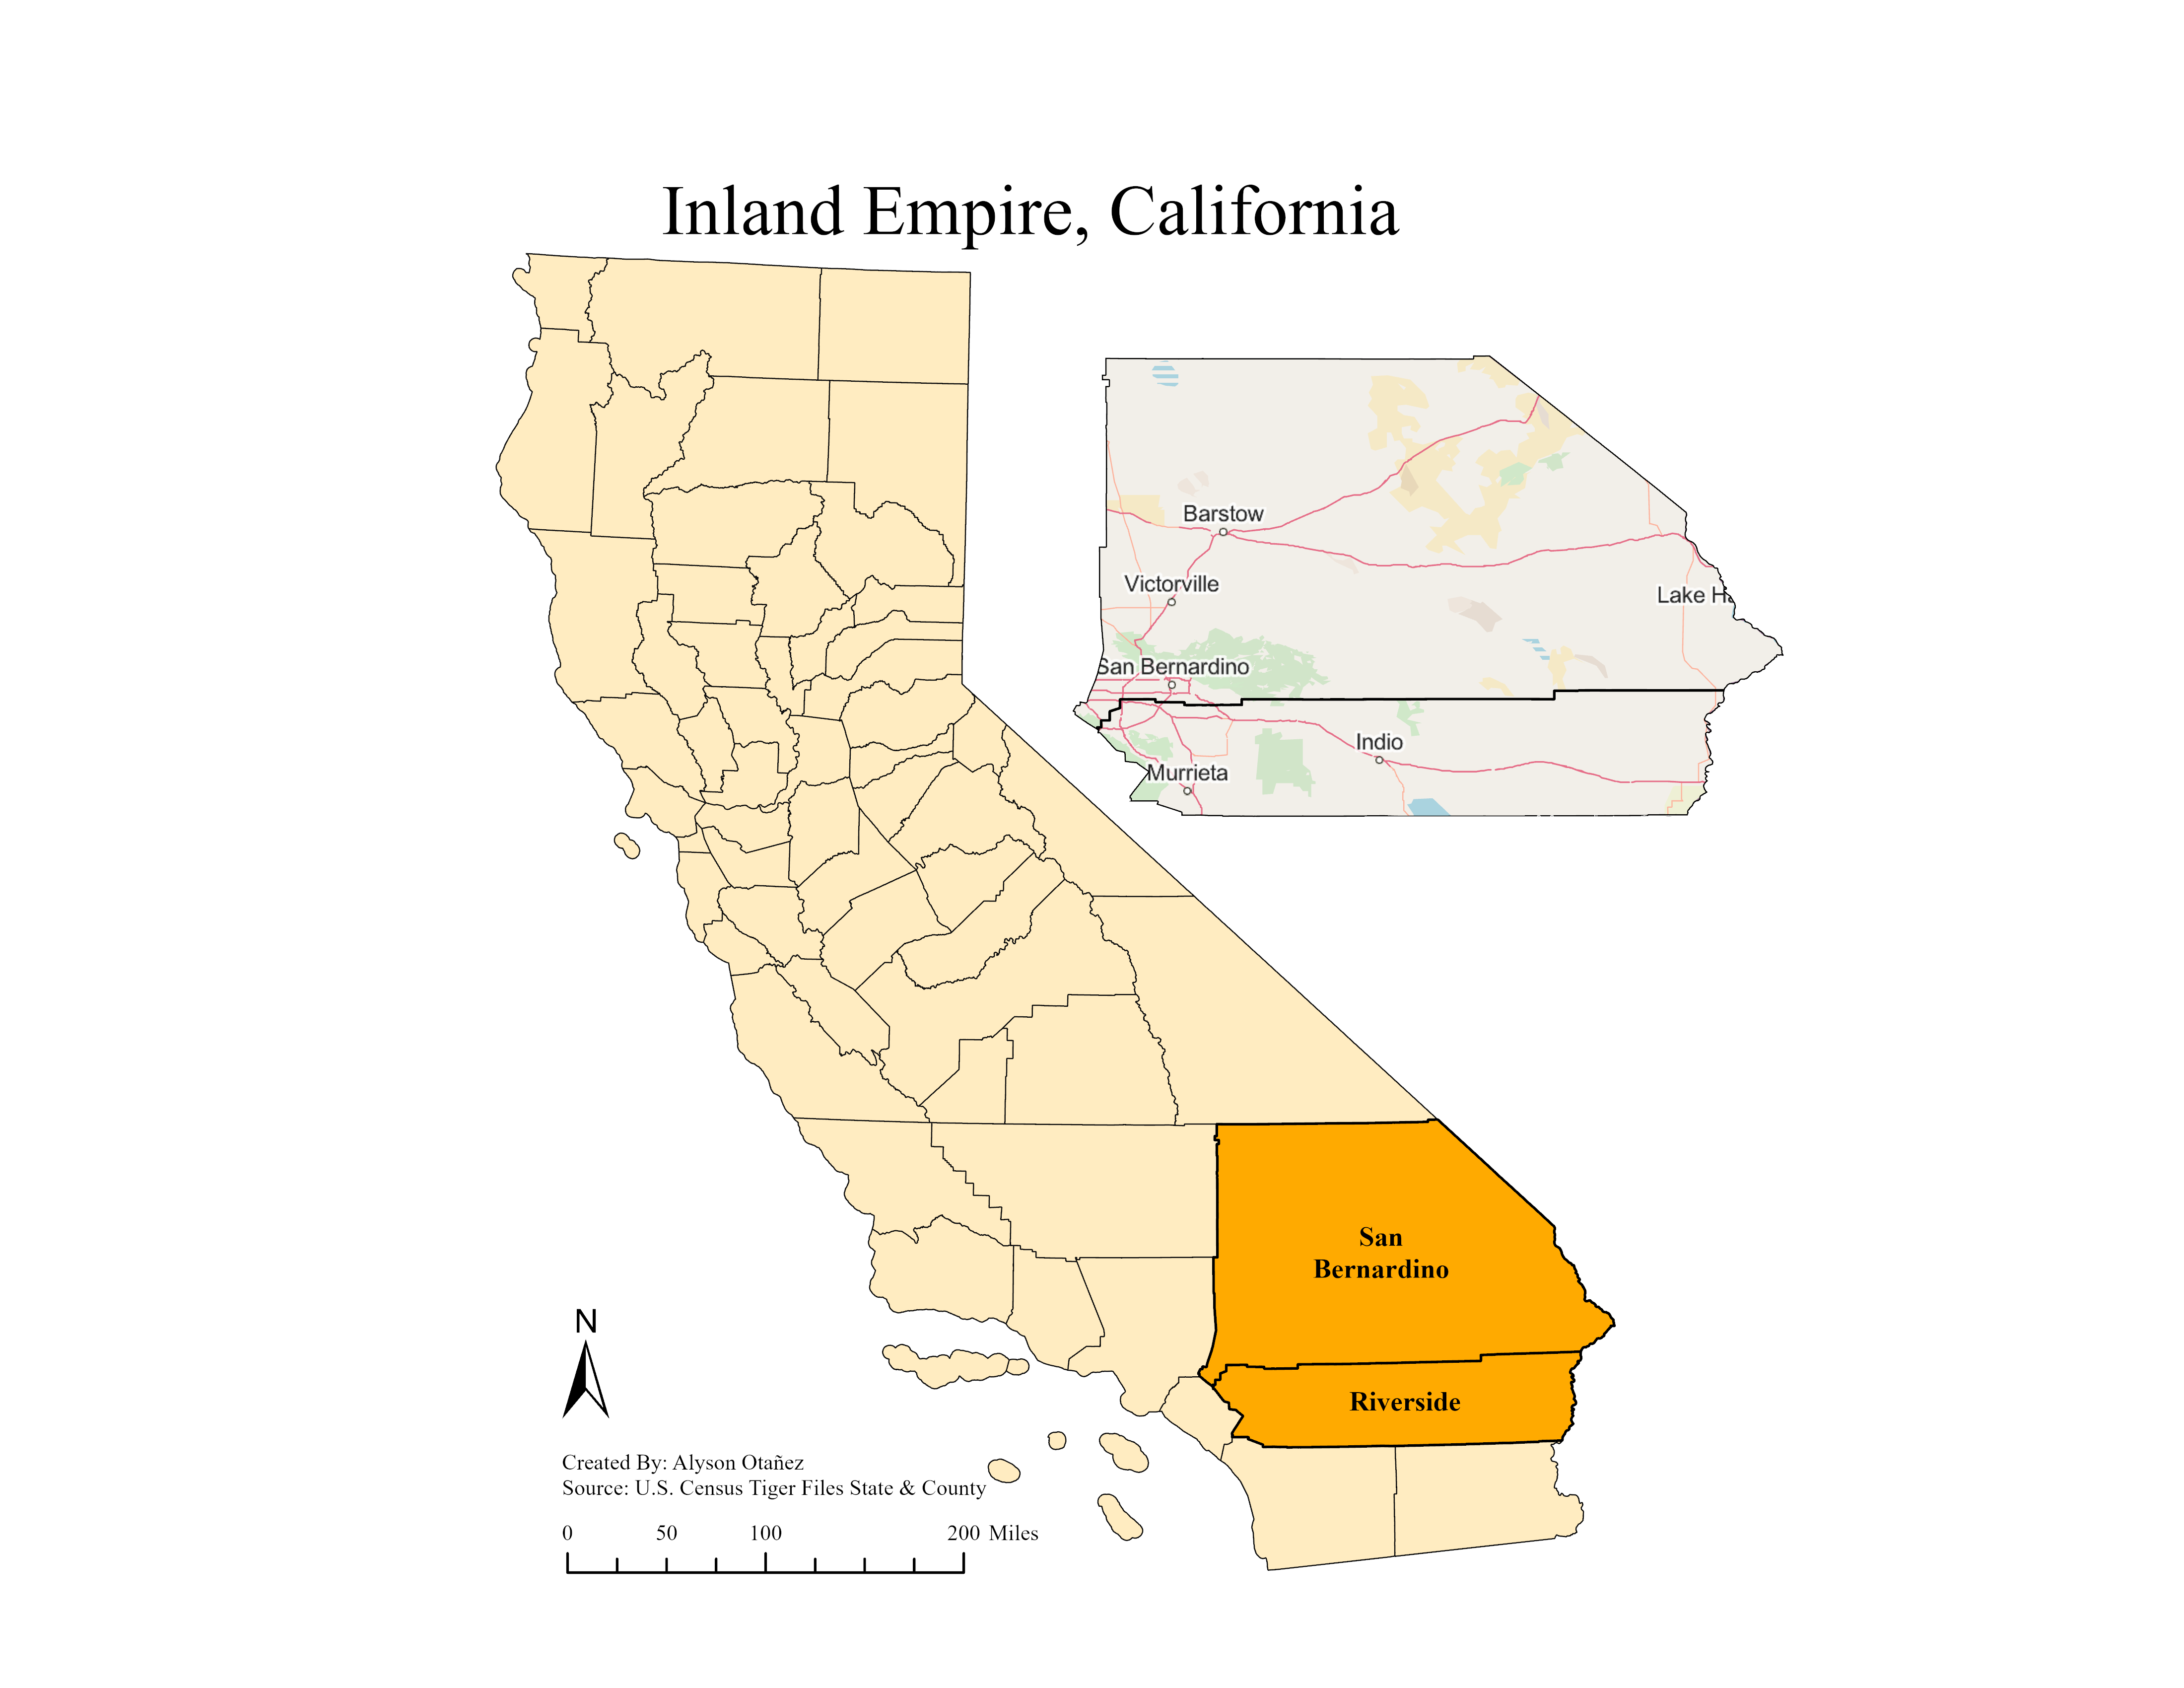 Inland Empire, California
Barstow
Victorville
Lake Ha
San Bernardino
Indio
Murrieta
San
Bernardino
Riverside
N
Created By: Alyson Otañez
Source: U.S. Census Tiger Files State & County
0 50 100 200 Miles